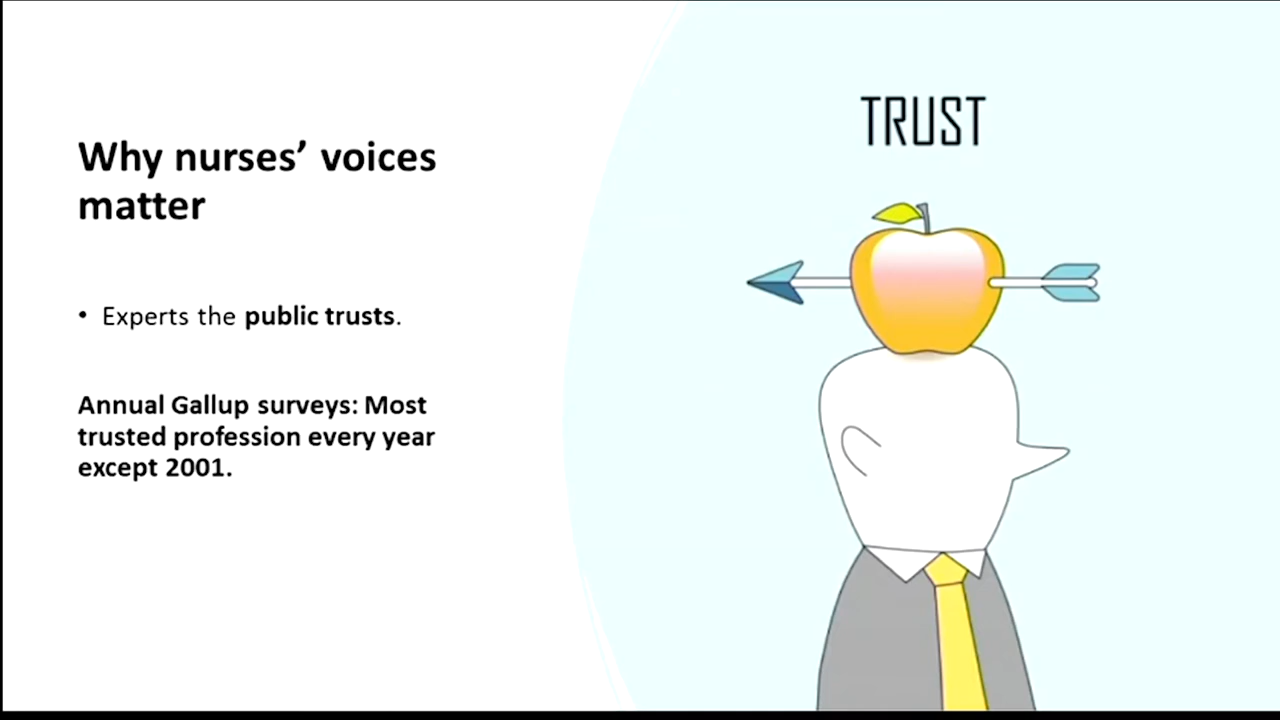 Why nurses’ voices
matter
• Experts the public trusts.
Annual Gallup surveys: Most
trusted profession every year
except 2001.
TRUST